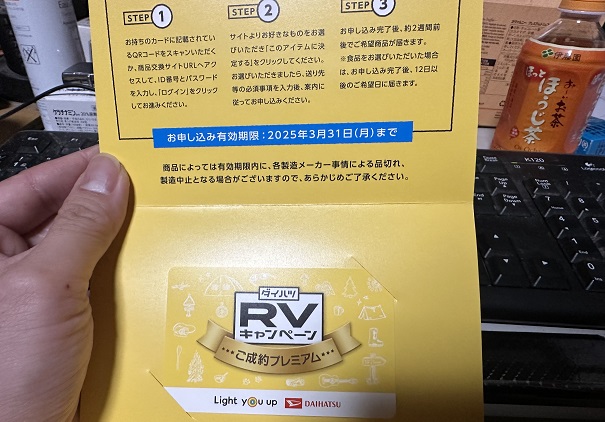 STEP 1
お持ちのカードに記載されている
QRコードをスキャンいただく
か、商品交換サイトURLへアク
セスして、ID番号とパスワード
を入力し、「ログイン」をクリック
してお進みください。
STEP 2
サイトよりお好きなものをお選
びいただき「このアイテムに決
定する」をクリックしてください。
お選びいただきましたら、送り先
等の必須事項を入力後、案内に
従ってお申し込みください。
STEP 3
お申し込み完了後、約2週間前
後でご希望商品が届きます。
※食品をお選びいただいた場合
は、お申し込み完了後、12日以
後のご希望日に届きます。
お申し込み有効期限:2025年3月31日(月)まで
商品によっては有効期限内に、各製造メーカー事情による品切れ、
製造中止となる場合がございますので、あらかじめご了承ください。
ダイハツ
RV
キャンペーン
ご成約プレミアム
Light you up
DAIHATSU
伊藤園
お〜いお茶
ほっと
ほうじ茶
K120
Page Up
Page Down
End
Num Lock